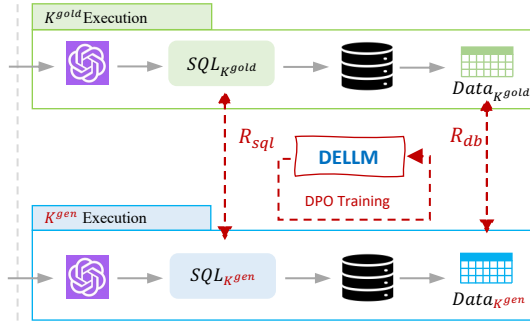 K^gold Execution
SQL_K^gold
Data_K^gold
R_sql
R_db
DELLM
DPO Training
K^gen Execution
SQL_K^gen
Data_K^gen